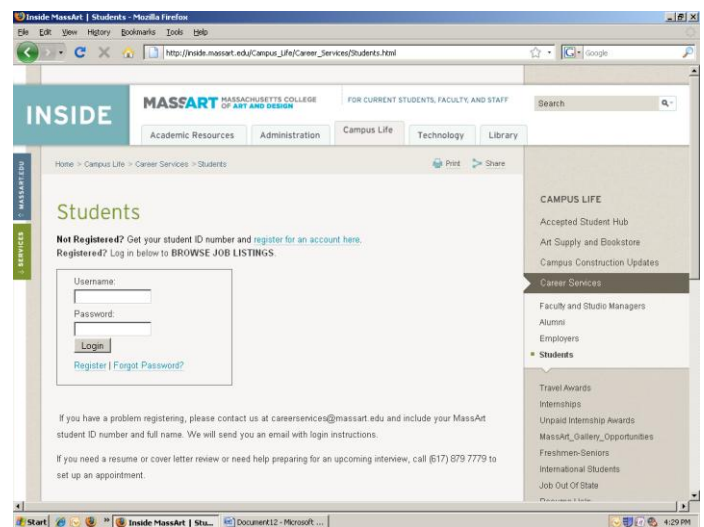 Inside MassArt | Students - Mozilla Firefox
File Edit View History Bookmarks Tools Help
http://inside.massart.edu/Campus_Life/Career_Services/Students.html
Google
INSIDE
MASSART MASSACHUSETTS COLLEGE
OF ART AND DESIGN
FOR CURRENT STUDENTS, FACULTY, AND STAFF
Search
Academic Resources Administration Campus Life Technology Library
MASSART.EDU
SERVICES
Home > Campus Life > Career Services > Students
Print Share
Students
Not Registered? Get your student ID number and register for an account here.
Registered? Log in below to BROWSE JOB LISTINGS.
Username:
Password:
Login
Register | Forgot Password?
If you have a problem registering, please contact us at careerservices@massart.edu and include your MassArt
student ID number and full name. We will send you an email with login instructions.
If you need a resume or cover letter review or need help preparing for an upcoming interview, call (617) 879 7779 to
set up an appointment.
CAMPUS LIFE
Accepted Student Hub
Art Supply and Bookstore
Campus Construction Updates
Career Services
Faculty and Studio Managers
Alumni
Employers
Students
Travel Awards
Internships
Unpaid Internship Awards
MassArt_Gallery_Opportunities
Freshmen-Seniors
International Students
Job Out Of State
Start
Inside MassArt | Stu...
Document12 - Microsoft ...
4:29 PM